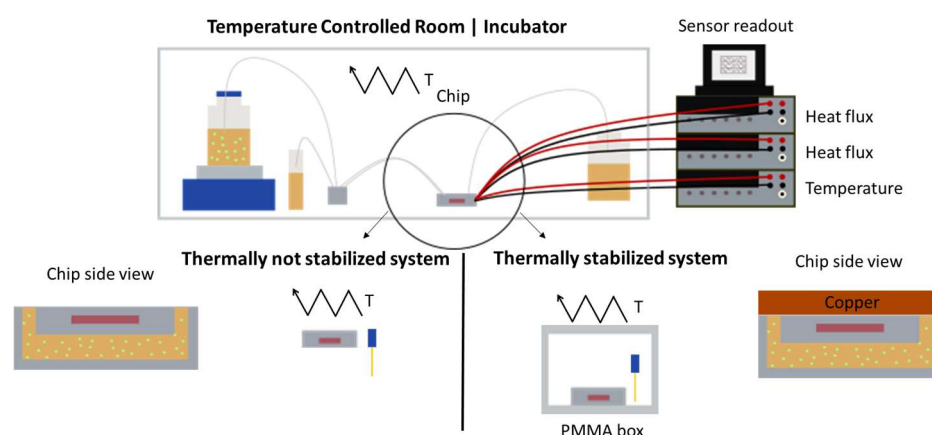 Temperature Controlled Room | Incubator
Sensor readout
T
Chip
Heat flux
Heat flux
Temperature
Thermally not stabilized system
Thermally stabilized system
Chip side view
Chip side view
T
T
Copper
PMMA box